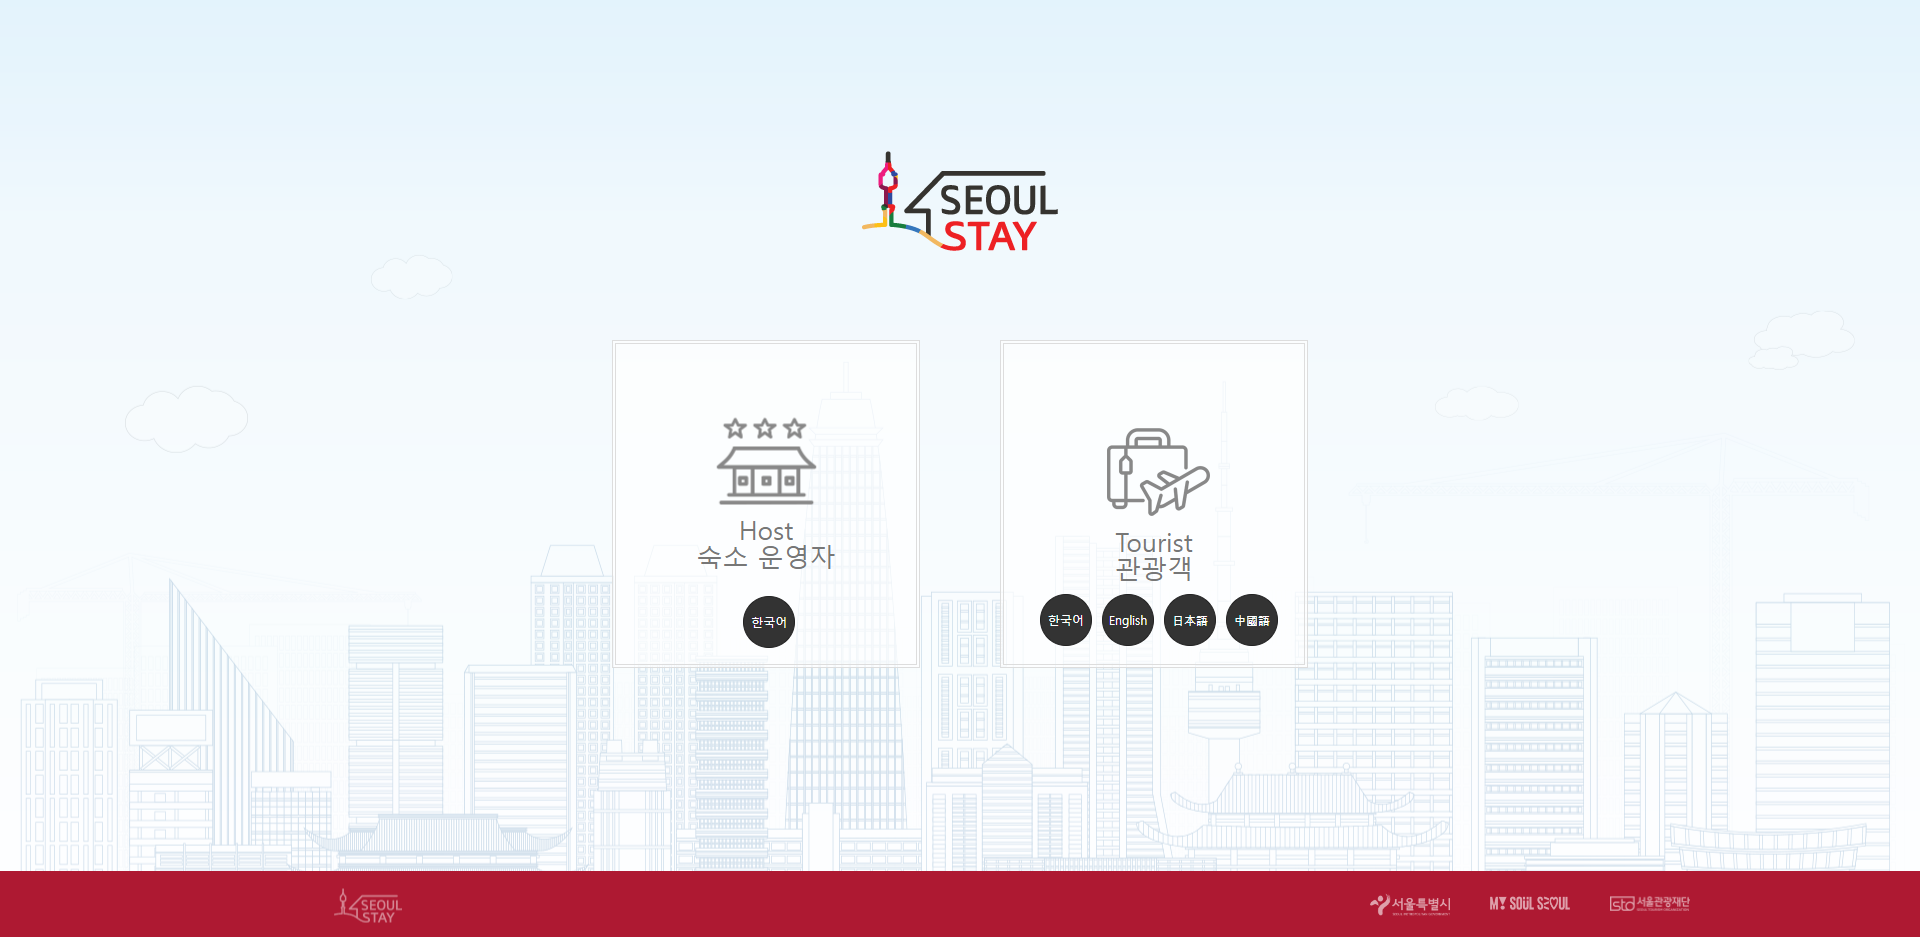 SEOUL
STAY
Host
숙소 운영자
한국어
Tourist
관광객
한국어
English
日本語
中國語
SEOUL
STAY
서울특별시
MY SOUL SEOUL
sto 서울관광재단